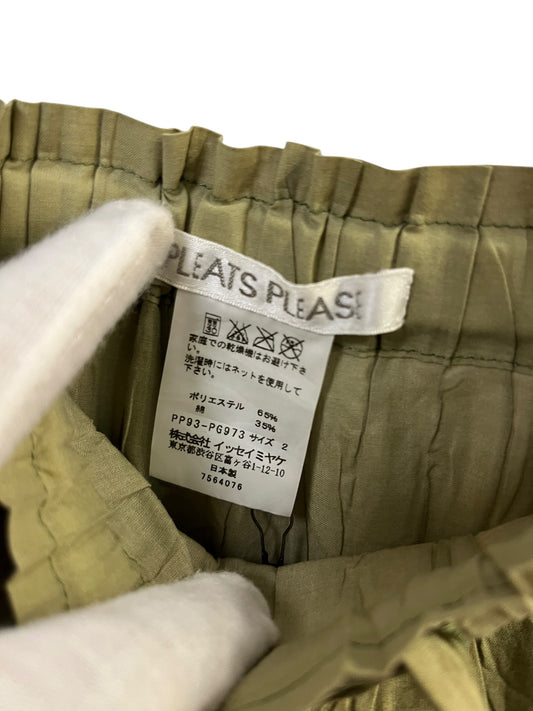 PLEATS PLEASE
弱
30
家庭での乾燥機はお避け下さ
い。
洗濯時にはネットを使用して下
さい。
ポリエステル 65%
綿 35%
PP93-PG973 サイズ 2
株式会社 イッセイミヤケ
東京都渋谷区富ヶ谷1-12-10
日本製
7564076